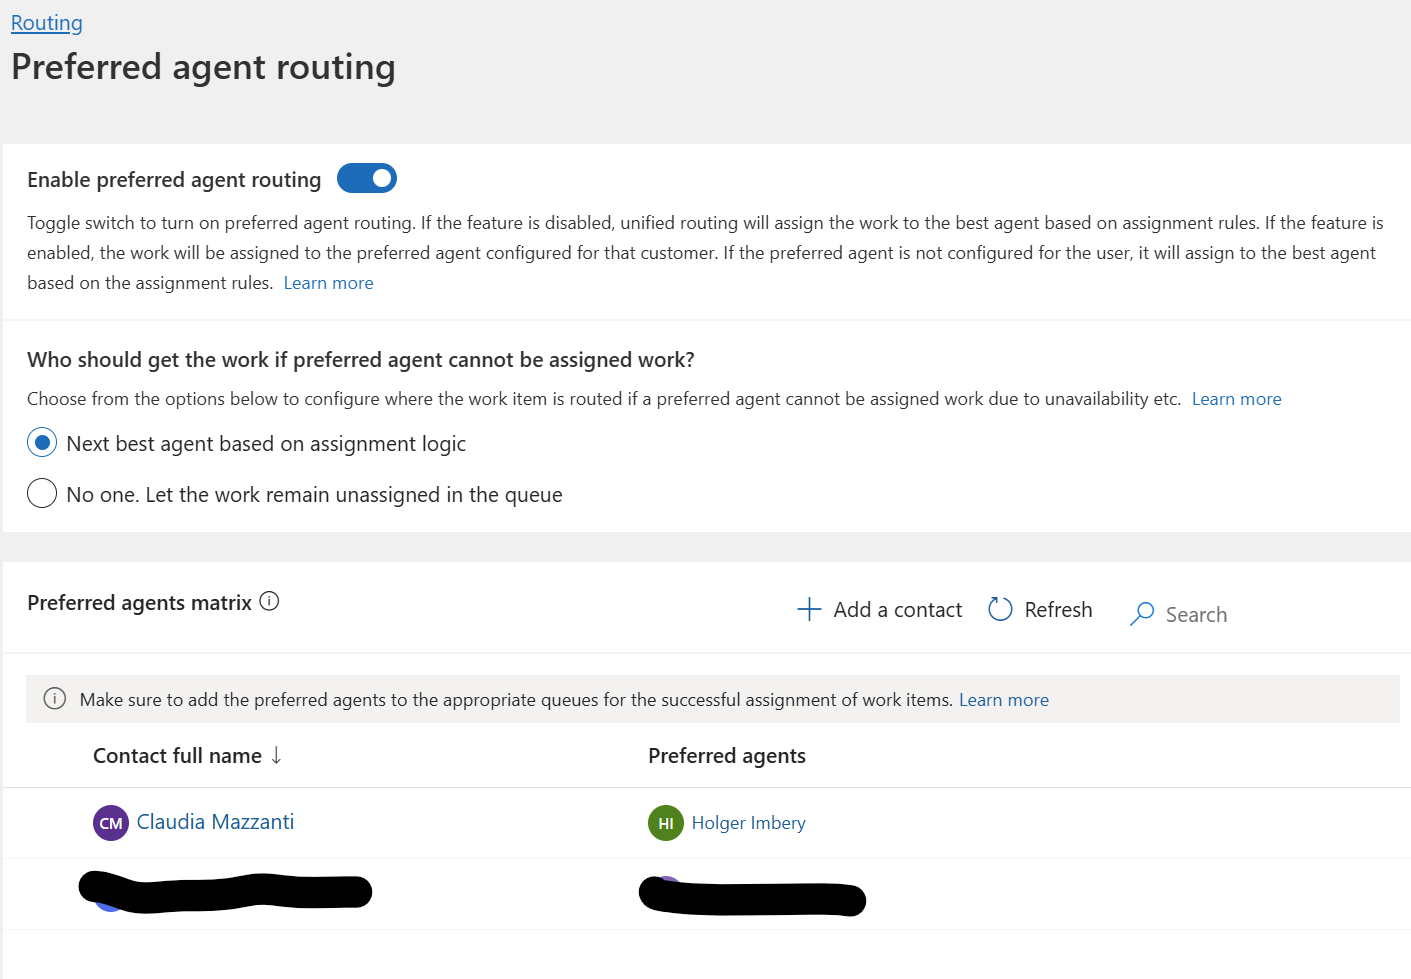 Routing
Preferred agent routing
Enable preferred agent routing
Toggle switch to turn on preferred agent routing. If the feature is disabled, unified routing will assign the work to the best agent based on assignment rules. If the feature is
enabled, the work will be assigned to the preferred agent configured for that customer. If the preferred agent is not configured for the user, it will assign to the best agent
based on the assignment rules. Learn more
Who should get the work if preferred agent cannot be assigned work?
Choose from the options below to configure where the work item is routed if a preferred agent cannot be assigned work due to unavailability etc. Learn more
Next best agent based on assignment logic
No one. Let the work remain unassigned in the queue
Preferred agents matrix
Add a contact Refresh Search
Make sure to add the preferred agents to the appropriate queues for the successful assignment of work items. Learn more
Contact full name Preferred agents
CM Claudia Mazzanti HI Holger Imbery